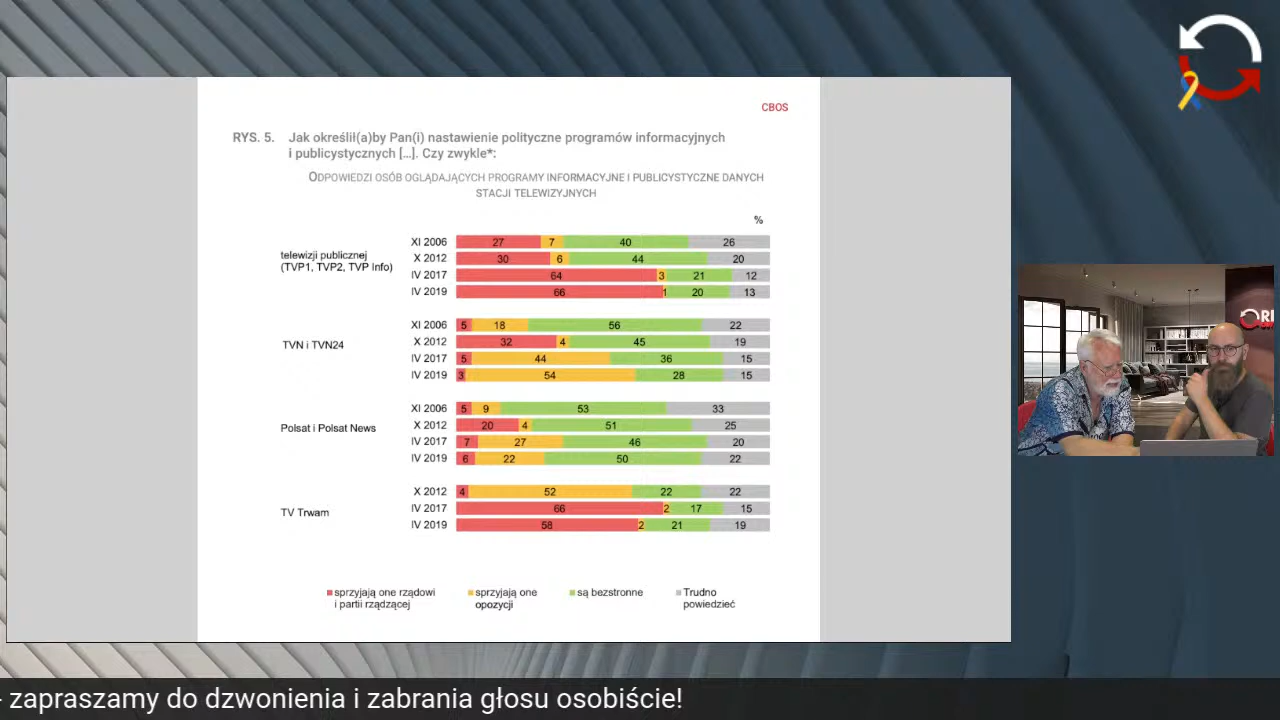 CBOS
RYS. 5. Jak określił(a)by Pan(i) nastawienie polityczne programów informacyjnych
i publicystycznych [...]. Czy zwykle*:
ODPOWIEDZI OSÓB OGLĄDAJĄCYCH PROGRAMY INFORMACYJNE I PUBLICYSTYCZNE DANYCH
STACJI TELEWIZYJNYCH
%
telewizji publicznej
(TVP1, TVP2, TVP Info)
XI 2006 27 7 40 26
X 2012 30 6 44 20
IV 2017 64 3 21 12
IV 2019 66 1 20 13
TVN i TVN24
XI 2006 5 18 56 22
X 2012 32 4 45 19
IV 2017 5 44 36 15
IV 2019 3 54 28 15
Polsat i Polsat News
XI 2006 5 9 53 33
X 2012 20 4 51 25
IV 2017 7 27 46 20
IV 2019 6 22 50 22
TV Trwam
X 2012 4 52 22 22
IV 2017 66 2 17 15
IV 2019 58 2 21 19
sprzyjają one rządowi
i partii rządzącej
sprzyjają one
opozycji
są bezstronne
Trudno
powiedzieć
- zapraszamy do dzwonienia i zabrania głosu osobiście!